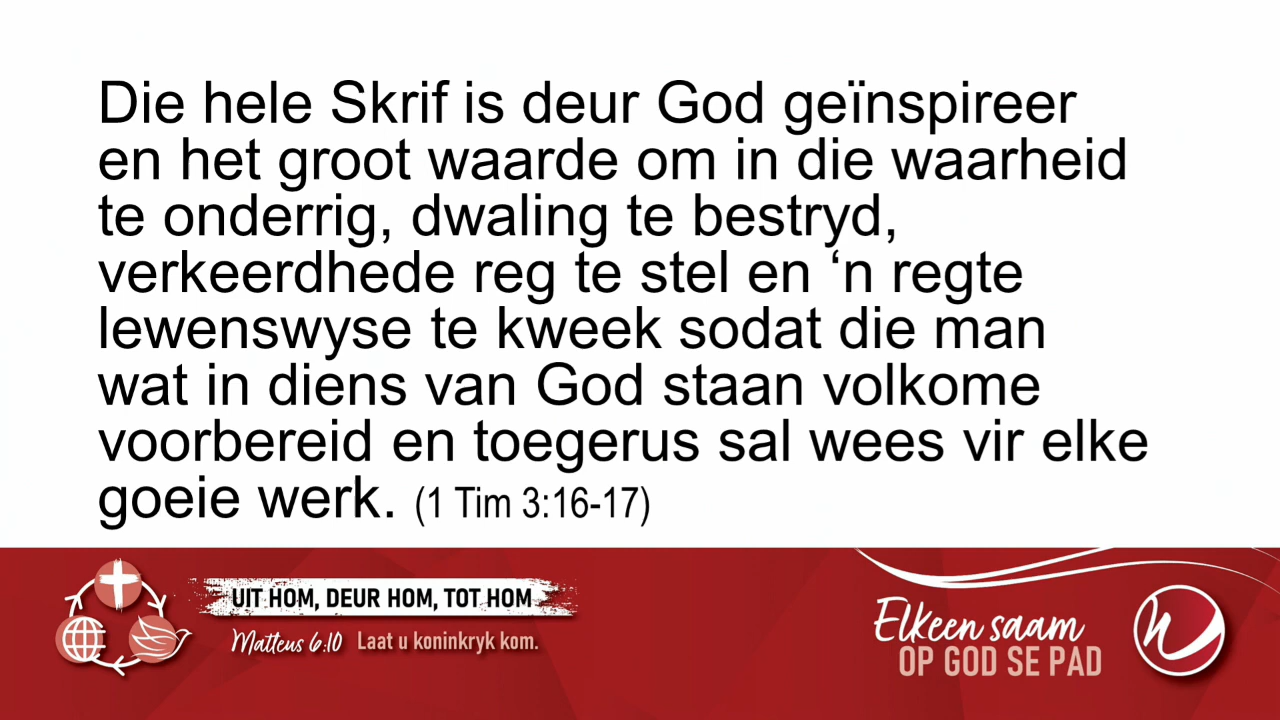 Die hele Skrif is deur God geïnspireer
en het groot waarde om in die waarheid
te onderrig, dwaling te bestryd,
verkeerdhede reg te stel en ‘n regte
lewenswyse te kweek sodat die man
wat in diens van God staan volkome
voorbereid en toegerus sal wees vir elke
goeie werk. (1 Tim 3:16-17)
UIT HOM, DEUR HOM, TOT HOM
Matteus 6:10 Laat u koninkryk kom.
Elkeen saam
OP GOD SE PAD